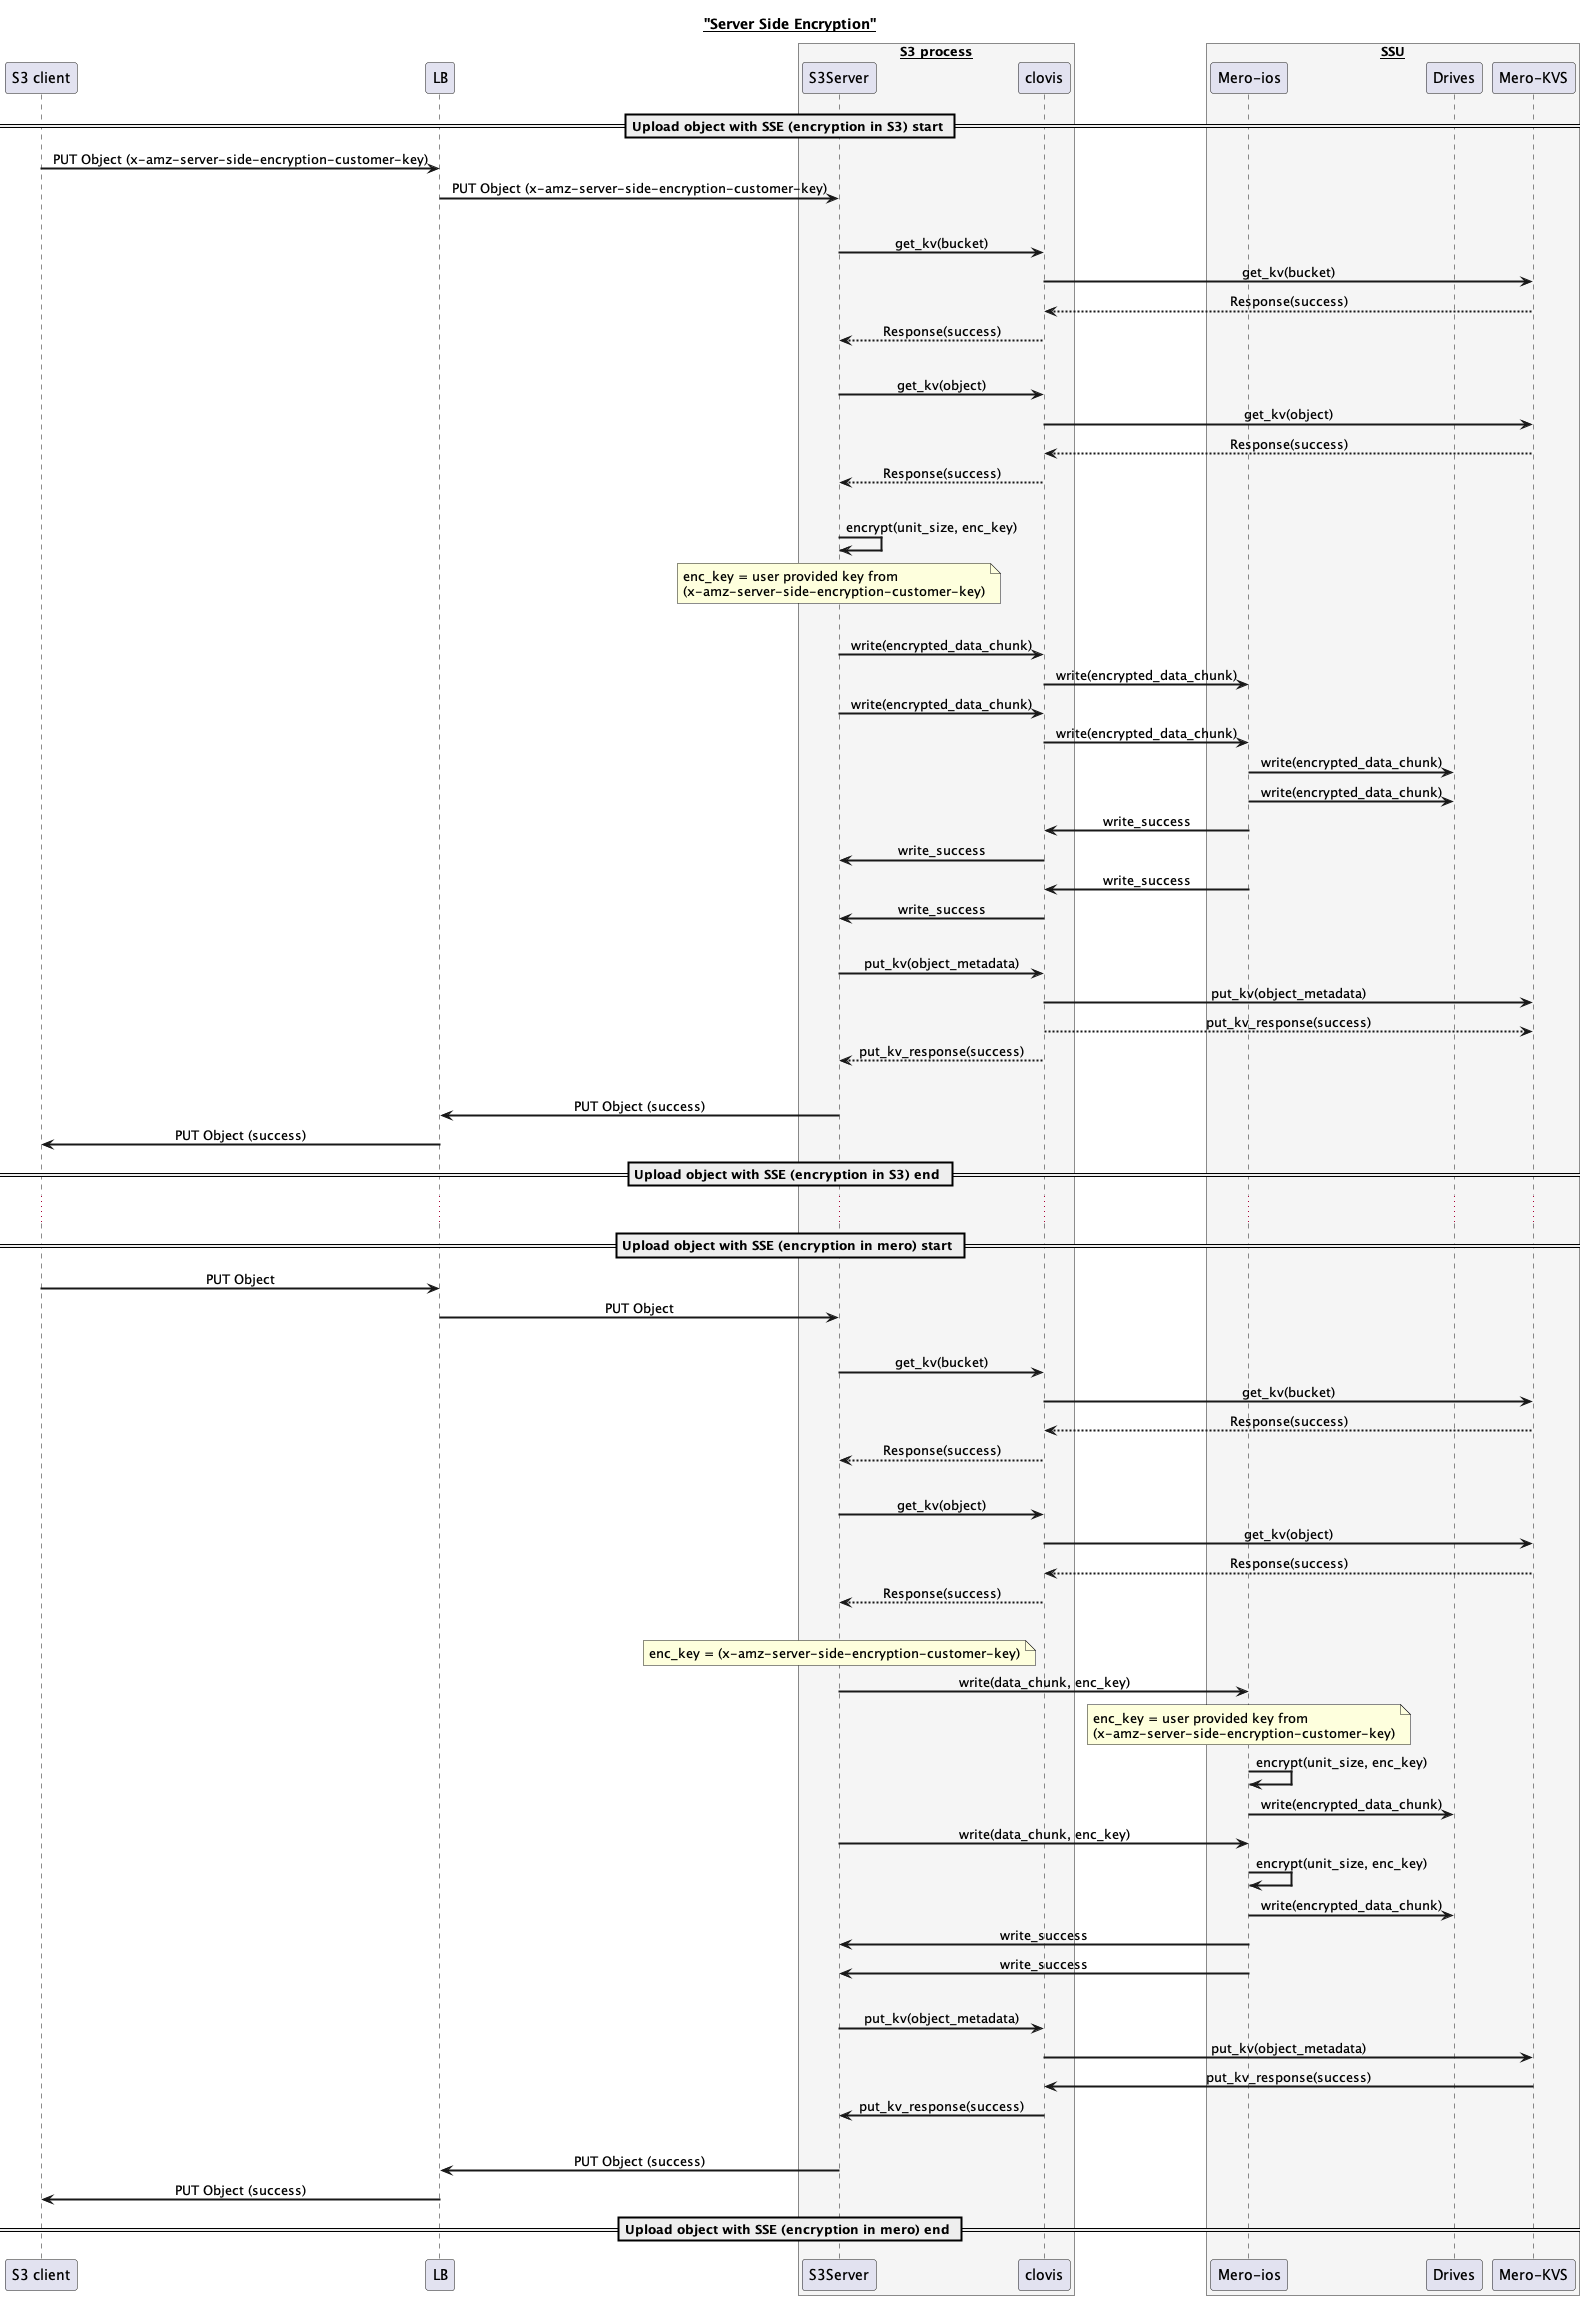 "Server Side Encryption"
S3 process
SSU
S3 client
LB
S3Server
clovis
Mero-ios
Drives
Mero-KVS
Upload object with SSE (encryption in S3) start
PUT Object (x-amz-server-side-encryption-customer-key)
PUT Object (x-amz-server-side-encryption-customer-key)
get_kv(bucket)
get_kv(bucket)
Response(success)
Response(success)
get_kv(object)
get_kv(object)
Response(success)
Response(success)
encrypt(unit_size, enc_key)
enc_key = user provided key from
(x-amz-server-side-encryption-customer-key)
write(encrypted_data_chunk)
write(encrypted_data_chunk)
write(encrypted_data_chunk)
write(encrypted_data_chunk)
write(encrypted_data_chunk)
write(encrypted_data_chunk)
write_success
write_success
write_success
write_success
put_kv(object_metadata)
put_kv(object_metadata)
put_kv_response(success)
put_kv_response(success)
PUT Object (success)
PUT Object (success)
Upload object with SSE (encryption in S3) end
Upload object with SSE (encryption in mero) start
PUT Object
PUT Object
get_kv(bucket)
get_kv(bucket)
Response(success)
Response(success)
get_kv(object)
get_kv(object)
Response(success)
Response(success)
enc_key = (x-amz-server-side-encryption-customer-key)
write(data_chunk, enc_key)
enc_key = user provided key from
(x-amz-server-side-encryption-customer-key)
encrypt(unit_size, enc_key)
write(encrypted_data_chunk)
write(data_chunk, enc_key)
encrypt(unit_size, enc_key)
write(encrypted_data_chunk)
write_success
write_success
put_kv(object_metadata)
put_kv(object_metadata)
put_kv_response(success)
put_kv_response(success)
PUT Object (success)
PUT Object (success)
Upload object with SSE (encryption in mero) end
S3 client
LB
S3Server
clovis
Mero-ios
Drives
Mero-KVS